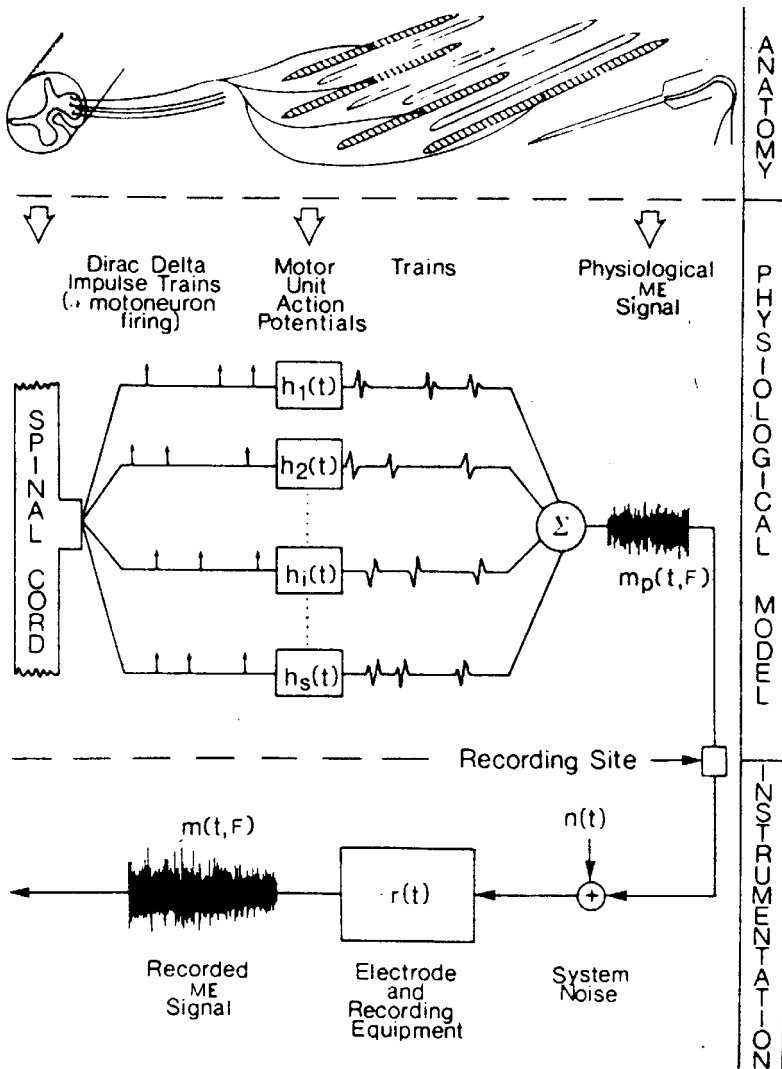 ANATOMY
Dirac Delta
Impulse Trains
(α motoneuron
firing)
Motor
Unit
Action
Potentials
Trains
Physiological
ME
Signal
PHYSIOLOGICAL MODEL
SPINAL CORD
h1(t)
h2(t)
hi(t)
hs(t)
Σ
mp(t,F)
Recording Site
INSTRUMENTATION
m(t,F)
r(t)
n(t)
+
Recorded
ME
Signal
Electrode
and
Recording
Equipment
System
Noise